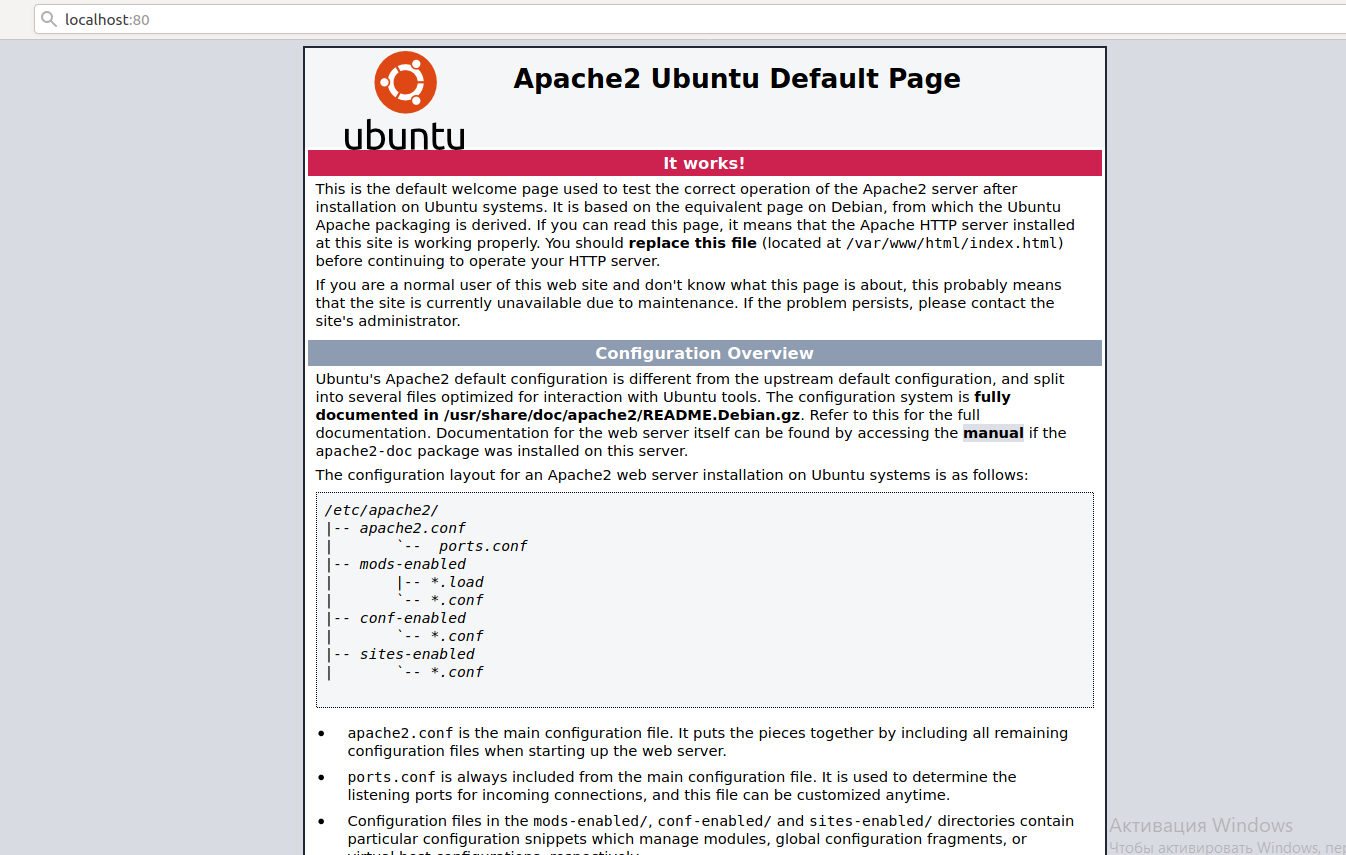 localhost:80
ubuntu
Apache2 Ubuntu Default Page
It works!
This is the default welcome page used to test the correct operation of the Apache2 server after
installation on Ubuntu systems. It is based on the equivalent page on Debian, from which the Ubuntu
Apache packaging is derived. If you can read this page, it means that the Apache HTTP server installed
at this site is working properly. You should replace this file (located at /var/www/html/index.html)
before continuing to operate your HTTP server.
If you are a normal user of this web site and don't know what this page is about, this probably means
that the site is currently unavailable due to maintenance. If the problem persists, please contact the
site's administrator.
Configuration Overview
Ubuntu's Apache2 default configuration is different from the upstream default configuration, and split
into several files optimized for interaction with Ubuntu tools. The configuration system is fully
documented in /usr/share/doc/apache2/README.Debian.gz. Refer to this for the full
documentation. Documentation for the web server itself can be found by accessing the manual if the
apache2-doc package was installed on this server.
The configuration layout for an Apache2 web server installation on Ubuntu systems is as follows:
/etc/apache2/
|-- apache2.conf
|       `--  ports.conf
|-- mods-enabled
|       |-- *.load
|       `-- *.conf
|-- conf-enabled
|       `-- *.conf
|-- sites-enabled
|       `-- *.conf
• apache2.conf is the main configuration file. It puts the pieces together by including all remaining
configuration files when starting up the web server.
• ports.conf is always included from the main configuration file. It is used to determine the
listening ports for incoming connections, and this file can be customized anytime.
• Configuration files in the mods-enabled/, conf-enabled/ and sites-enabled/ directories contain
particular configuration snippets which manage modules, global configuration fragments, or
virtual host configurations, respectively.
Активация Windows
Чтобы активировать Windows, пер